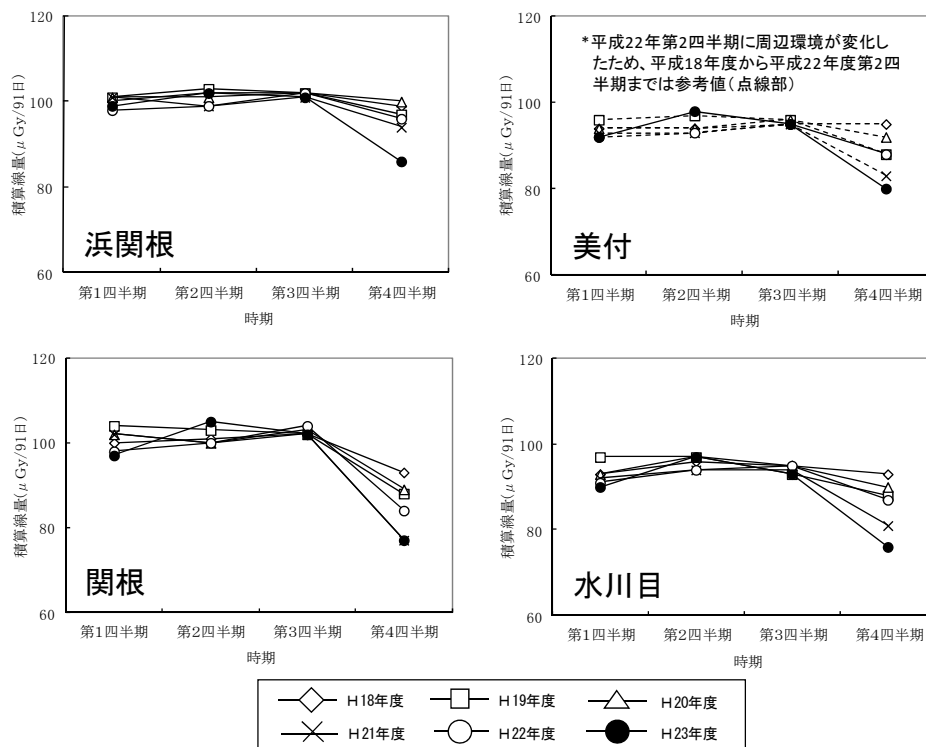 120
100
80
60
積算線量(μGy/91日)
浜関根
第1四半期 第2四半期 第3四半期 第4四半期
時期
120
100
80
60
積算線量(μGy/91日)
*平成22年第2四半期に周辺環境が変化し
たため、平成18年度から平成22年度第2四
半期までは参考値(点線部)
美付
第1四半期 第2四半期 第3四半期 第4四半期
時期
120
100
80
60
積算線量(μGy/91日)
関根
第1四半期 第2四半期 第3四半期 第4四半期
時期
120
100
80
60
積算線量(μGy/91日)
水川目
第1四半期 第2四半期 第3四半期 第4四半期
時期
H18年度 H19年度 H20年度
H21年度 H22年度 H23年度